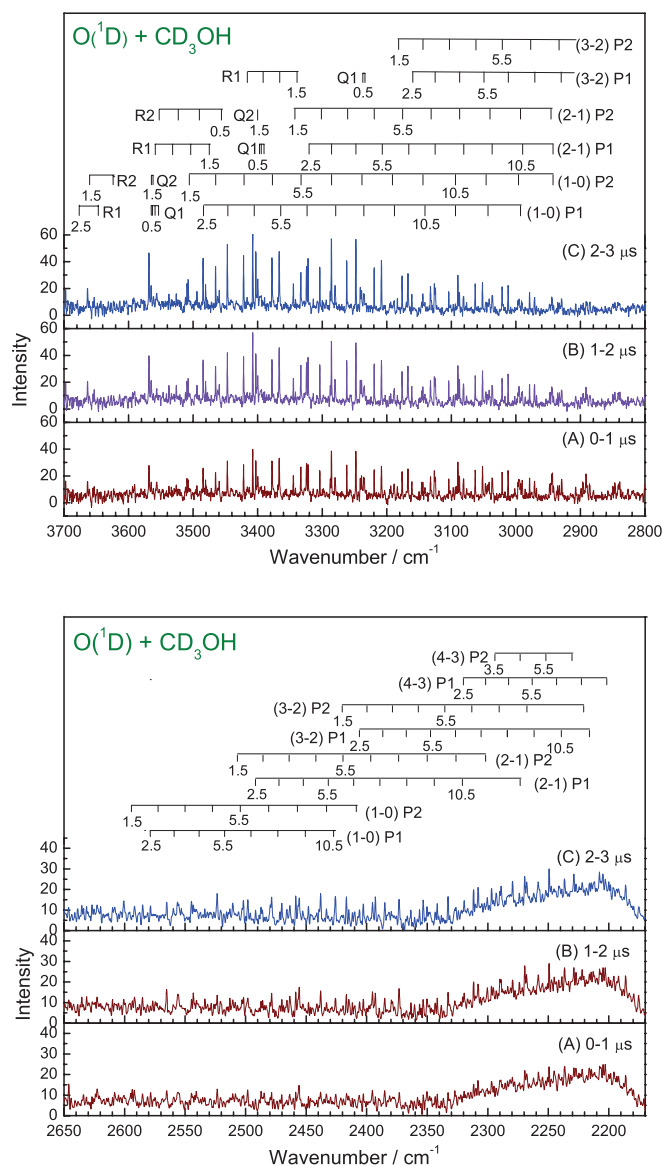 O(¹D) + CD₃OH
(3-2) P2
1.5 5.5
R1 Q1 (3-2) P1
1.5 0.5 2.5 5.5
R2 Q2 (2-1) P2
0.5 1.5 1.5 5.5
R1 Q1 (2-1) P1
1.5 0.5 2.5 5.5 10.5
R2 Q2 (1-0) P2
1.5 1.5 1.5 5.5 10.5
R1 Q1 (1-0) P1
2.5 0.5 2.5 5.5 10.5
60 (C) 2-3 μs
40
20
0
60 (B) 1-2 μs
40
20
0
60 (A) 0-1 μs
40
20
0
Intensity
3700 3600 3500 3400 3300 3200 3100 3000 2900 2800
Wavenumber / cm⁻¹
O(¹D) + CD₃OH
(4-3) P2
3.5 5.5
(4-3) P1
2.5 5.5
(3-2) P2
1.5 5.5
(3-2) P1
2.5 5.5 10.5
(2-1) P2
1.5 5.5
(2-1) P1
2.5 5.5 10.5
(1-0) P2
1.5 5.5
(1-0) P1
2.5 5.5 10.5
40 (C) 2-3 μs
30
20
10
0
40 (B) 1-2 μs
30
20
10
0
40 (A) 0-1 μs
30
20
10
0
Intensity
2650 2600 2550 2500 2450 2400 2350 2300 2250 2200
Wavenumber / cm⁻¹